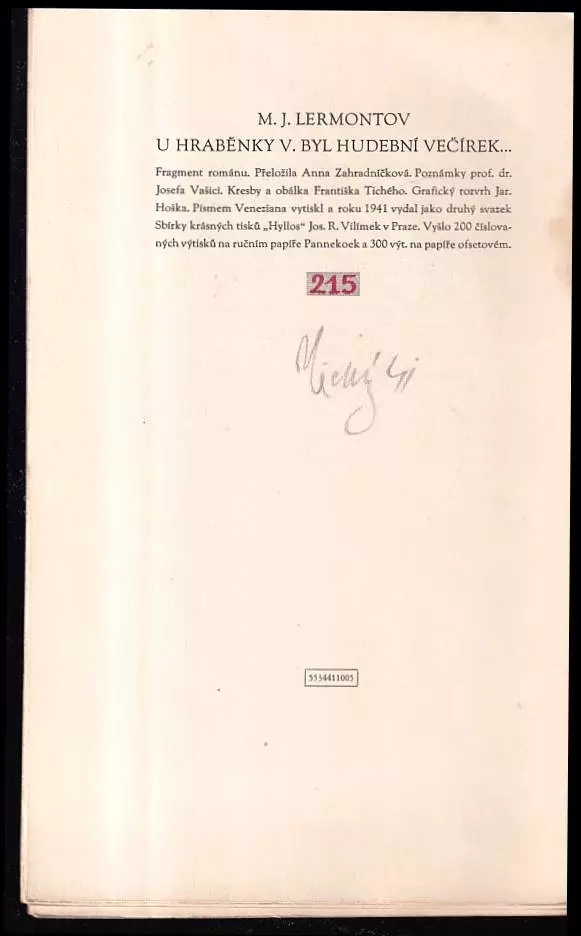 M. J. LERMONTOV
U HRABĚNKY V. BYL HUDEBNÍ VEČÍREK...
Fragment románu. Přeložila Anna Zahradníčková. Poznámky prof. dr.
Josefa Vašici. Kresby a obálka Františka Tichého. Grafický rozvrh Jar.
Hoška. Písmem Veneziana vytiskl a roku 1941 vydal jako druhý svazek
Sbírky krásných tisků „Hyllos“ Jos. R. Vilímek v Praze. Vyšlo 200 číslova-
ných výtisků na ručním papíře Pannekoek a 300 výt. na papíře ofsetovém.
215
Tichý 41
5534411005